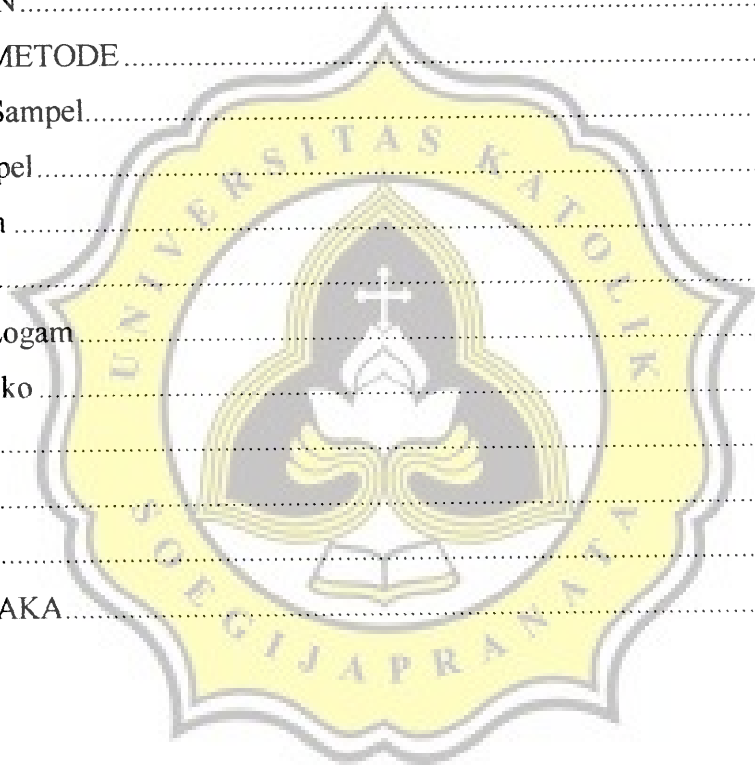 N
METODE
Sampel
pel
a
Logam
ko
AKA
UNIVERSITAS KATOLIK
SOEGIJAPRANATA